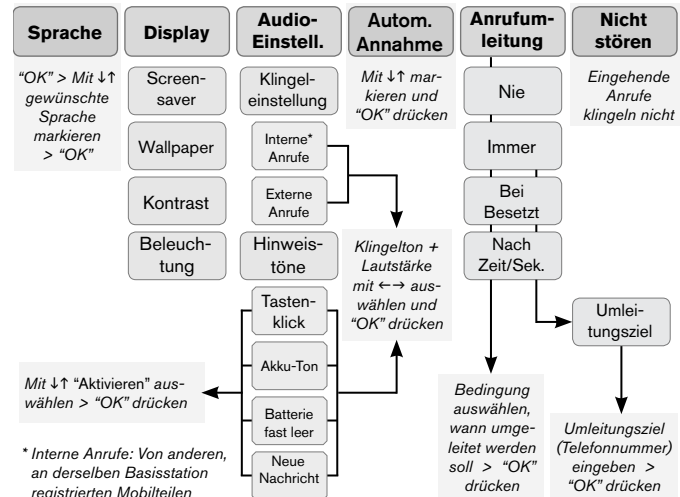 Sprache
"OK" > Mit ↓↑
gewünschte
Sprache
markieren
> "OK"
Display
Screen-
saver
Wallpaper
Kontrast
Beleuch-
tung
Audio-
Einstell.
Klingel-
einstellung
Interne*
Anrufe
Externe
Anrufe
Hinweis-
töne
Tasten-
klick
Akku-Ton
Batterie
fast leer
Neue
Nachricht
Mit ↓↑ "Aktivieren" aus-
wählen > "OK" drücken
* Interne Anrufe: Von anderen,
an derselben Basisstation
registrierten Mobilteilen
Autom.
Annahme
Mit ↓↑ mar-
kieren und
"OK" drücken
Klingelton +
Lautstärke
mit ←→ aus-
wählen und
"OK" drücken
Anrufum-
leitung
Nie
Immer
Bei
Besetzt
Nach
Zeit/Sek.
Bedingung
auswählen,
wann umge-
leitet werden
soll > "OK"
drücken
Nicht
stören
Eingehende
Anrufe
klingeln nicht
Umlei-
tungsziel
Umleitungsziel
(Telefonnummer)
eingeben >
"OK" drücken